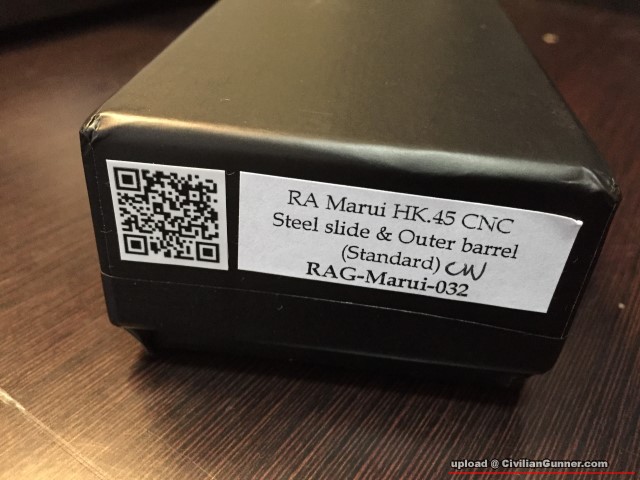 RA Marui HK.45 CNC
Steel slide & Outer barrel
(Standard) CW
RAG-Marui-032
upload @ CivilianGunner.com